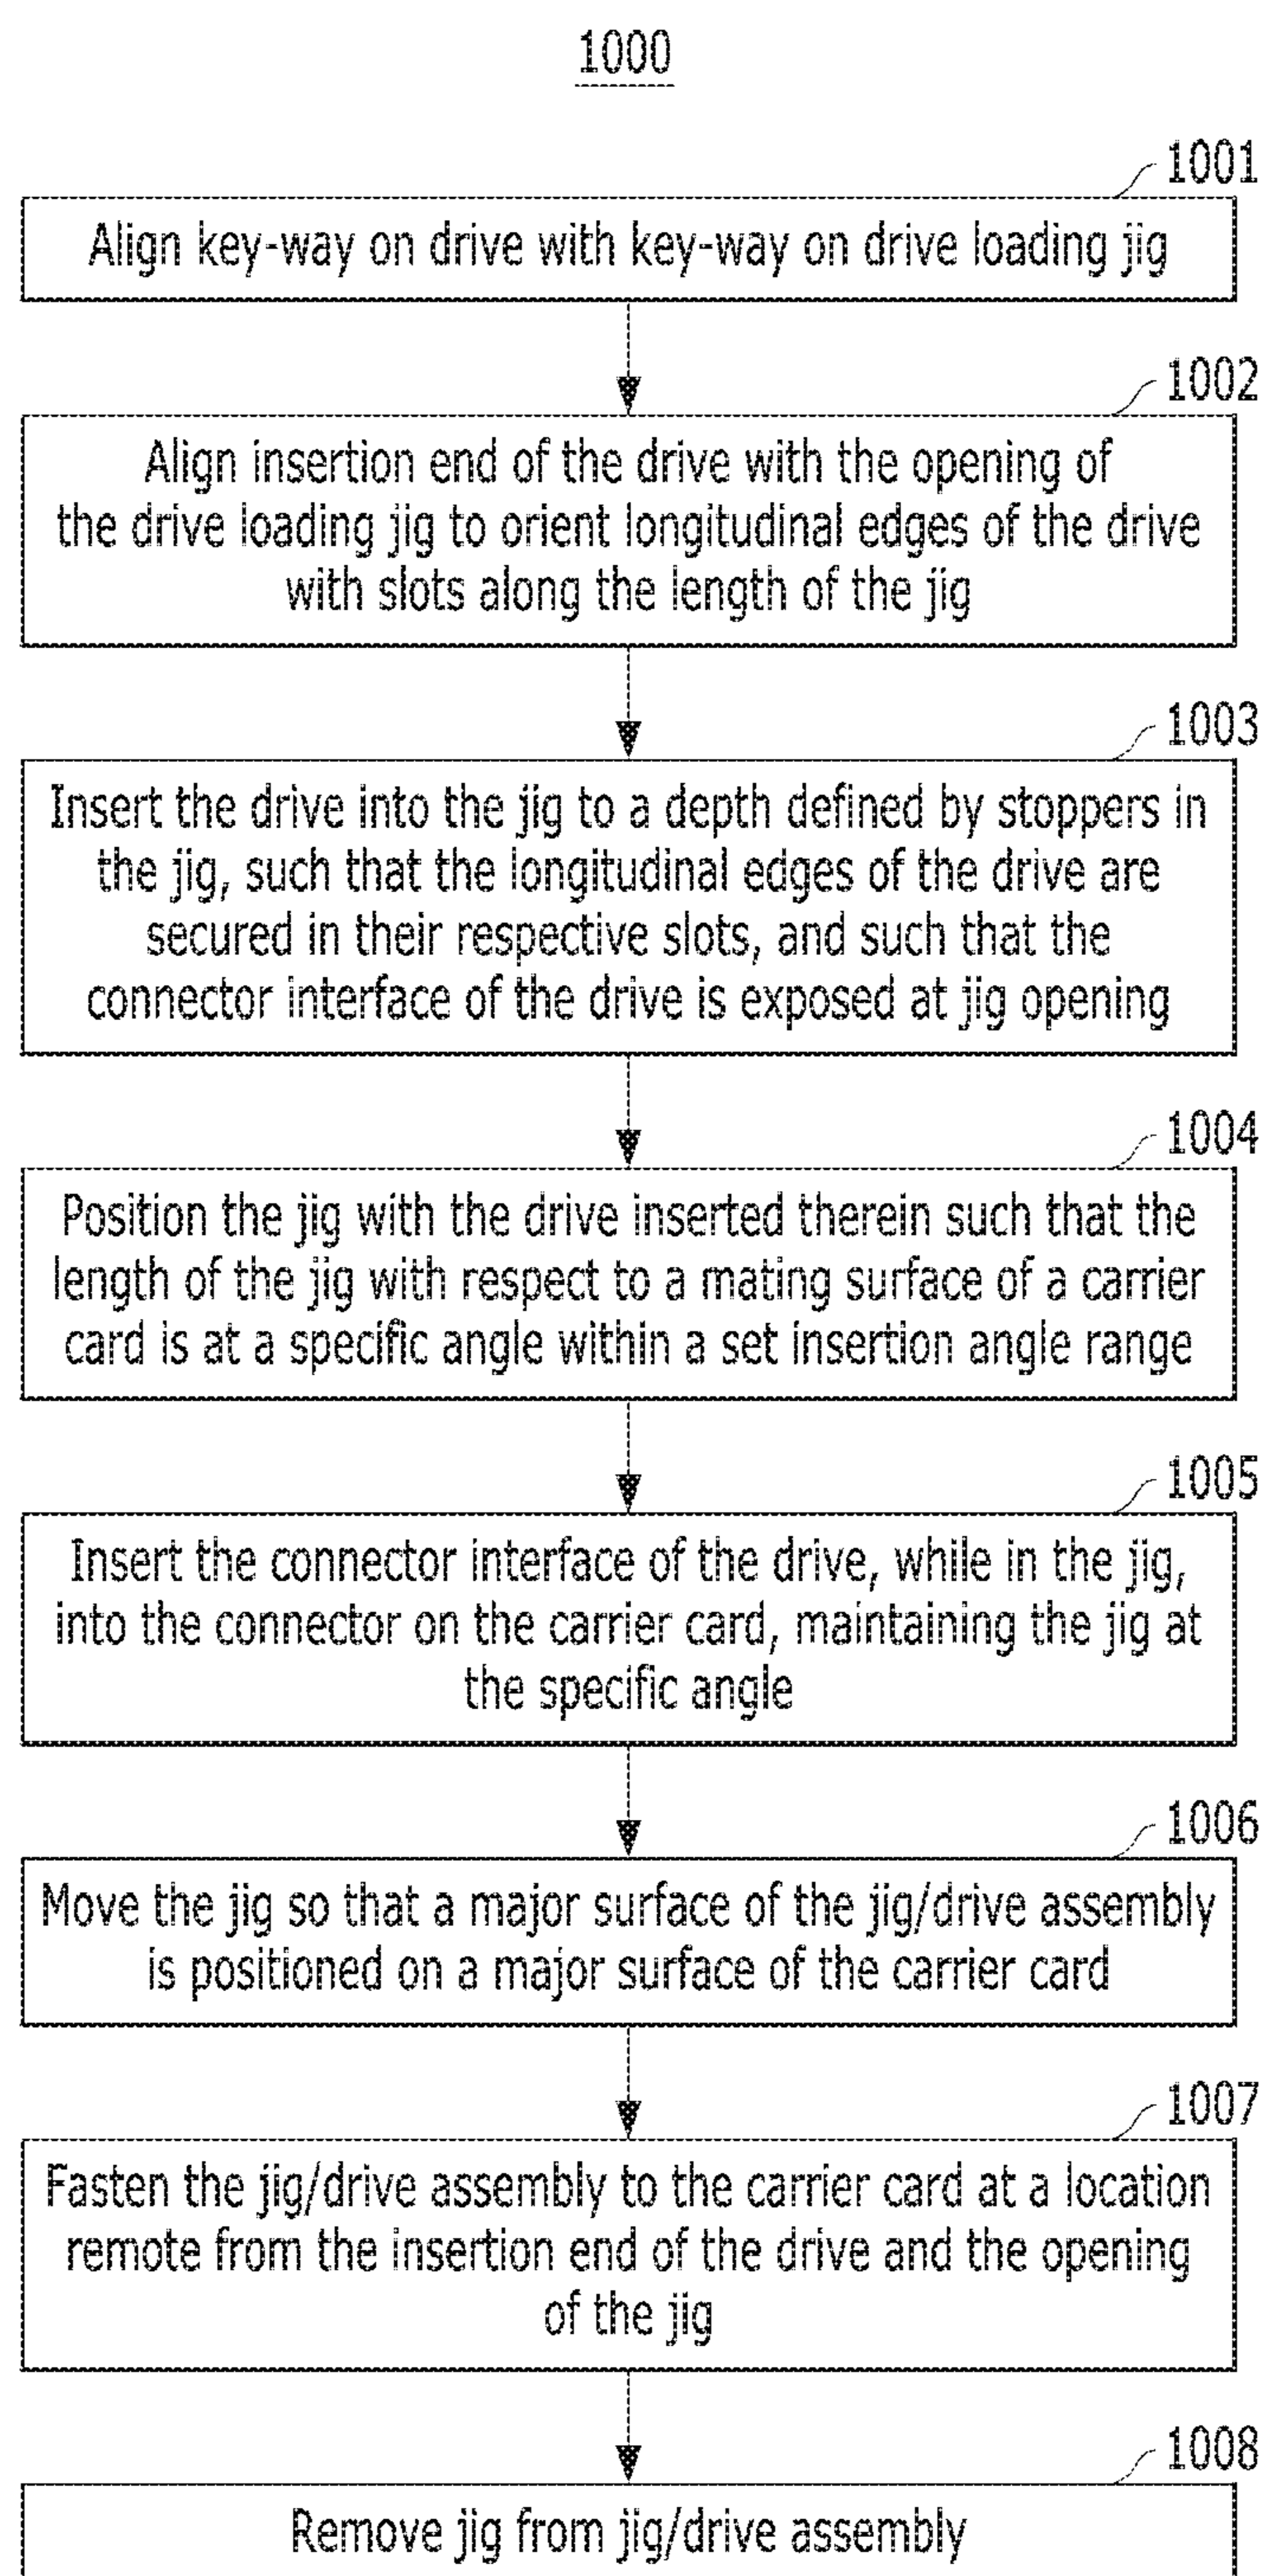 1000
1001
Align key-way on drive with key-way on drive loading jig
1002
Align insertion end of the drive with the opening of
the drive loading jig to orient longitudinal edges of the drive
with slots along the length of the jig
1003
Insert the drive into the jig to a depth defined by stoppers in
the jig, such that the longitudinal edges of the drive are
secured in their respective slots, and such that the
connector interface of the drive is exposed at jig opening
1004
Position the jig with the drive inserted therein such that the
length of the jig with respect to a mating surface of a carrier
card is at a specific angle within a set insertion angle range
1005
Insert the connector interface of the drive, while in the jig,
into the connector on the carrier card, maintaining the jig at
the specific angle
1006
Move the jig so that a major surface of the jig/drive assembly
is positioned on a major surface of the carrier card
1007
Fasten the jig/drive assembly to the carrier card at a location
remote from the insertion end of the drive and the opening
of the jig
1008
Remove jig from jig/drive assembly